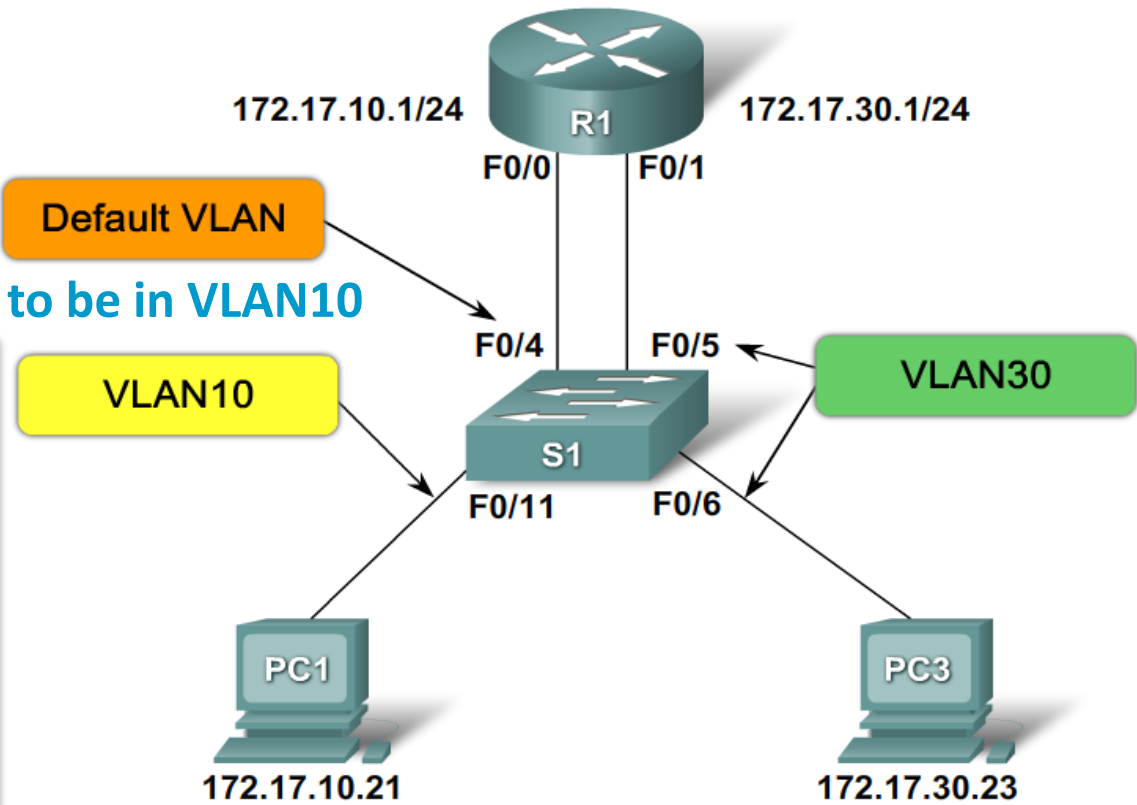 172.17.10.1/24
R1
172.17.30.1/24
F0/0
F0/1
Default VLAN
to be in VLAN10
F0/4
F0/5
VLAN10
VLAN30
S1
F0/11
F0/6
PC1
PC3
172.17.10.21
172.17.30.23